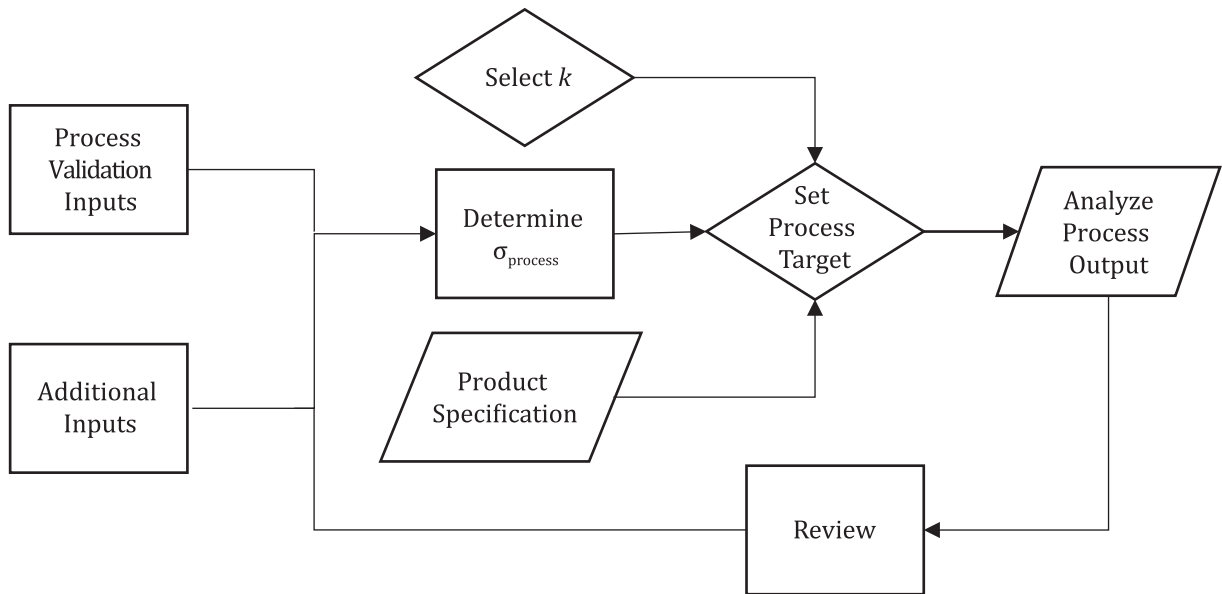 Select k
Process
Validation
Inputs
Determine
σprocess
Set
Process
Target
Analyze
Process
Output
Additional
Inputs
Product
Specification
Review